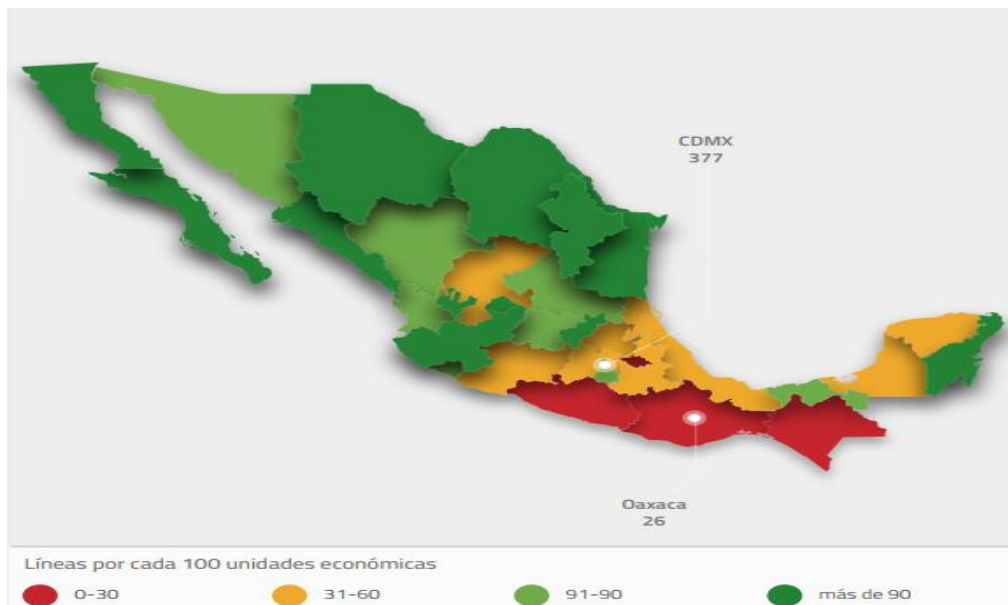 CDMX
377
Oaxaca
26
Líneas por cada 100 unidades económicas
0-30
31-60
91-90
más de 90